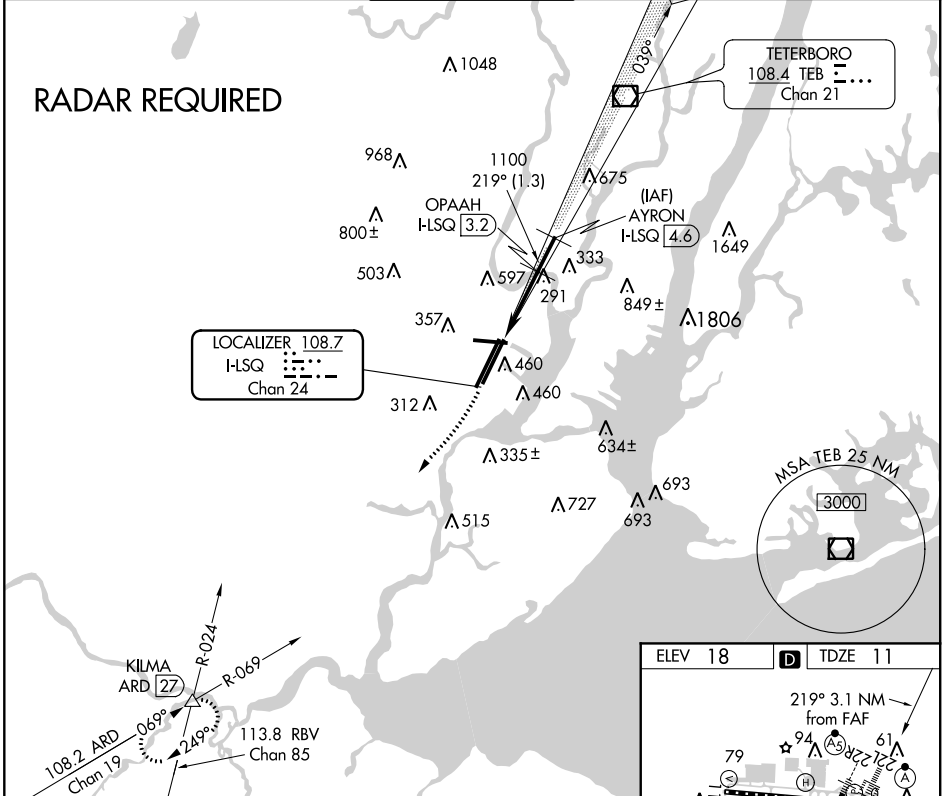 RADAR REQUIRED
1048
039°
TETERBORO
108.4 TEB
Chan 21
968
1100
219° (1.3)
675
OPAAH
I-LSQ 3.2
(IAF)
AYRON
I-LSQ 4.6
800 ±
1649
503
597
333
291
849 ±
357
1806
LOCALIZER 108.7
I-LSQ
Chan 24
460
460
312
335 ±
634±
MSA TEB 25 NM
3000
727
693
693
515
KILMA
ARD 27
R-024
R-069
069°
249°
108.2 ARD
Chan 19
113.8 RBV
Chan 85
ELEV 18
D
TDZE 11
219° 3.1 NM
from FAF
94
A5
61
79
22R
22L
A
H